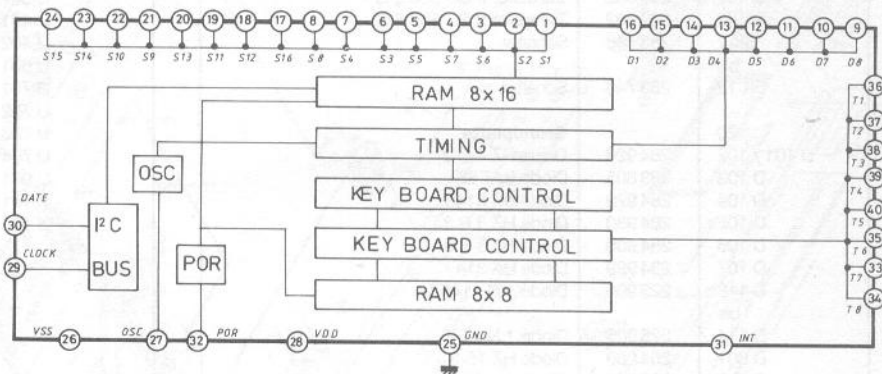 24 23 22 21 20 19 18 17 8 7 6 5 4 3 2 1 16 15 14 13 12 11 10 9
S15 S14 S10 S9 S13 S11 S12 S16 S8 S4 S3 S5 S7 S6 S2 S1 D1 D2 D3 D4 D5 D6 D7 D8
RAM 8x16
36
T1
37
T2
TIMING
38
T3
OSC
39
T4
KEY BOARD CONTROL
DATE
40
T5
30
I²C
BUS
KEY BOARD CONTROL
35
T6
CLOCK
29
POR
33
T7
RAM 8x8
34
T8
VSS OSC POR VDD GND INT
26 27 32 28 25 31